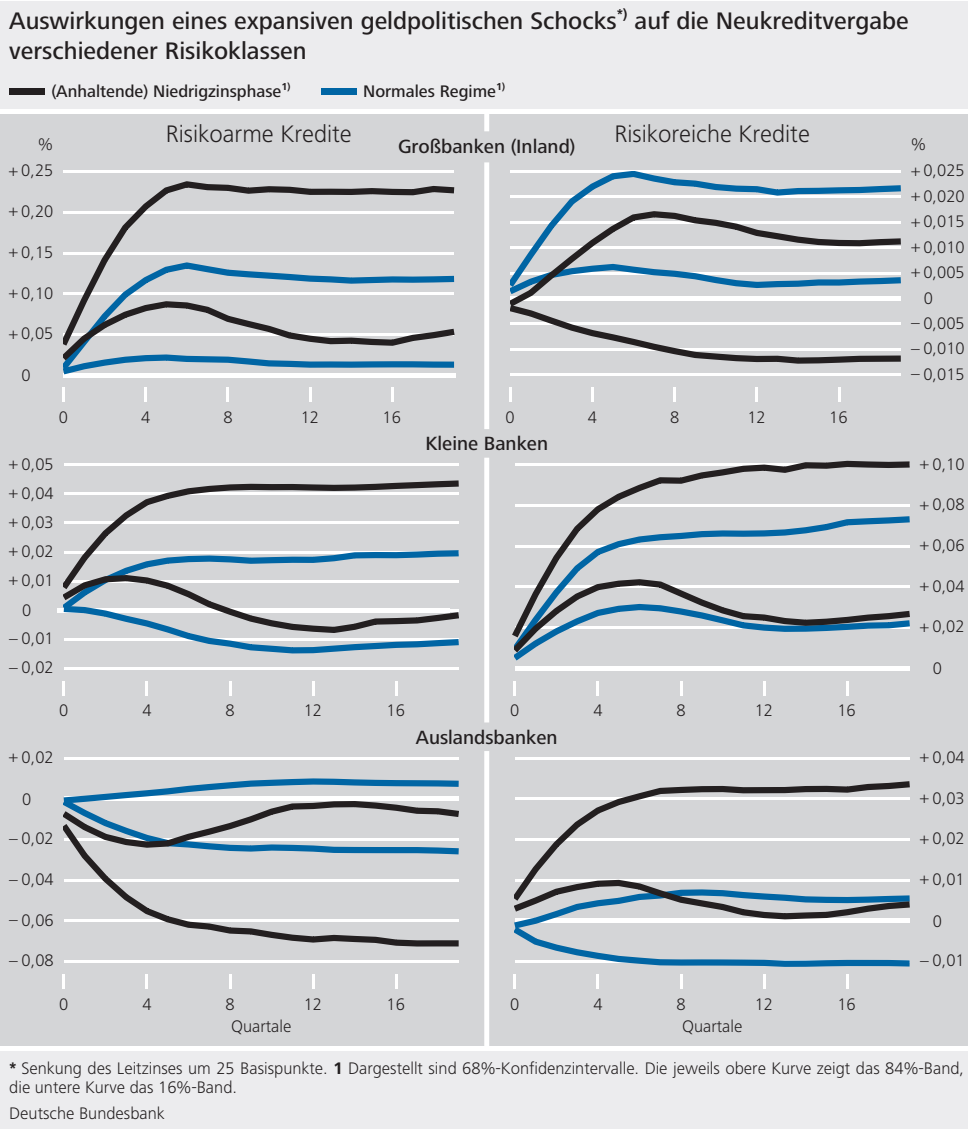 Auswirkungen eines expansiven geldpolitischen Schocks*) auf die Neukreditvergabe
verschiedener Risikoklassen
(Anhaltende) Niedrigzinsphase1) Normales Regime1)
Risikoarme Kredite Risikoreiche Kredite
% Großbanken (Inland) %
+ 0,25
+ 0,20
+ 0,15
+ 0,10
+ 0,05
0
0 4 8 12 16
+ 0,025
+ 0,020
+ 0,015
+ 0,010
+ 0,005
0
– 0,005
– 0,010
– 0,015
0 4 8 12 16
Kleine Banken
+ 0,05
+ 0,04
+ 0,03
+ 0,02
+ 0,01
0
– 0,01
– 0,02
0 4 8 12 16
+ 0,10
+ 0,08
+ 0,06
+ 0,04
+ 0,02
0
0 4 8 12 16
Auslandsbanken
+ 0,02
0
– 0,02
– 0,04
– 0,06
– 0,08
0 4 8 12 16
Quartale
+ 0,04
+ 0,03
+ 0,02
+ 0,01
0
– 0,01
0 4 8 12 16
Quartale
* Senkung des Leitzinses um 25 Basispunkte. 1 Dargestellt sind 68%-Konfidenzintervalle. Die jeweils obere Kurve zeigt das 84%-Band,
die untere Kurve das 16%-Band.
Deutsche Bundesbank